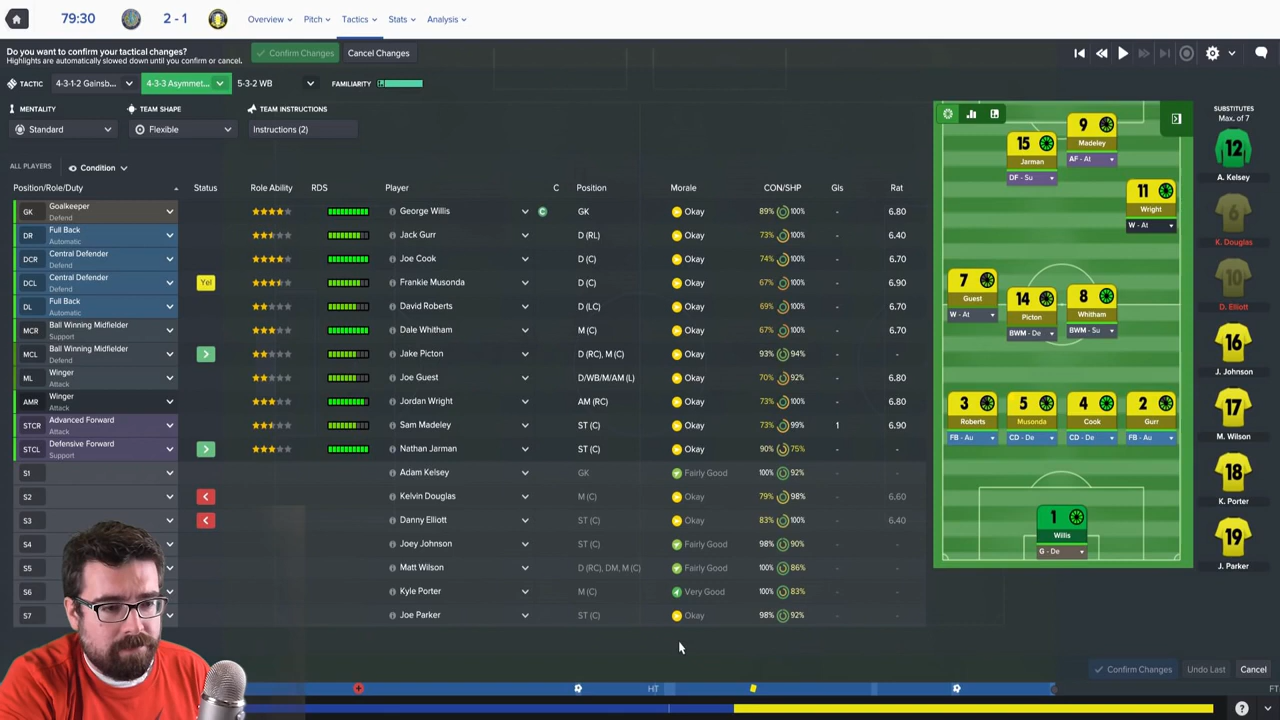 79:30 2 - 1 Overview Pitch Tactics Stats Analysis
Do you want to confirm your tactical changes?
Highlights are automatically slowed down until you confirm or cancel.
Confirm Changes Cancel Changes
TACTIC 4-3-1-2 Gainsb... 4-3-3 Asymmet... 5-3-2 WB FAMILIARITY
MENTALITY TEAM SHAPE TEAM INSTRUCTIONS
Standard Flexible Instructions (2)
ALL PLAYERS Condition
Position/Role/Duty Status Role Ability RDS Player C Position Morale CON/SHP Gls Rat
GK Goalkeeper Defend George Willis C GK Okay 89% 100% - 6.80
DR Full Back Automatic Jack Gurr D (RL) Okay 73% 100% - 6.40
DCR Central Defender Defend Joe Cook D (C) Okay 74% 100% - 6.70
DCL Central Defender Defend Yel Frankie Musonda D (C) Okay 67% 100% - 6.90
DL Full Back Automatic David Roberts D (LC) Okay 69% 100% - 6.70
MCR Ball Winning Midfielder Support Dale Whitham M (C) Okay 67% 100% - 6.70
MCL Ball Winning Midfielder Defend Jake Picton D (RC), M (C) Okay 93% 94% - -
ML Winger Attack Joe Guest D/WB/M/AM (L) Okay 70% 92% - 6.80
AMR Winger Attack Jordan Wright AM (RC) Okay 73% 100% - 6.80
STCR Advanced Forward Attack Sam Madeley ST (C) Okay 73% 99% 1 6.90
STCL Defensive Forward Support Nathan Jarman ST (C) Okay 90% 75% - -
S1 Adam Kelsey GK Fairly Good 100% 92% - -
S2 Kelvin Douglas M (C) Okay 79% 98% - 6.60
S3 Danny Elliott ST (C) Okay 83% 100% - 6.40
S4 Joey Johnson ST (C) Fairly Good 98% 90% - -
S5 Matt Wilson D (RC), DM, M (C) Fairly Good 100% 86% - -
S6 Kyle Porter M (C) Very Good 100% 83% - -
S7 Joe Parker ST (C) Okay 98% 92% - -
9
Madeley
AF - At
15
Jarman
DF - Su
11
Wright
W - At
7
Guest
W - At
14
Picton
BWM - De
8
Whitham
BWM - Su
3
Roberts
FB - Au
5
Musonda
CD - De
4
Cook
CD - De
2
Gurr
FB - Au
1
Willis
G - De
SUBSTITUTES
Max. of 7
12
A. Kelsey
6
K. Douglas
10
D. Elliott
16
J. Johnson
17
M. Wilson
18
K. Porter
19
J. Parker
Confirm Changes Undo Last Cancel
HT FT
?